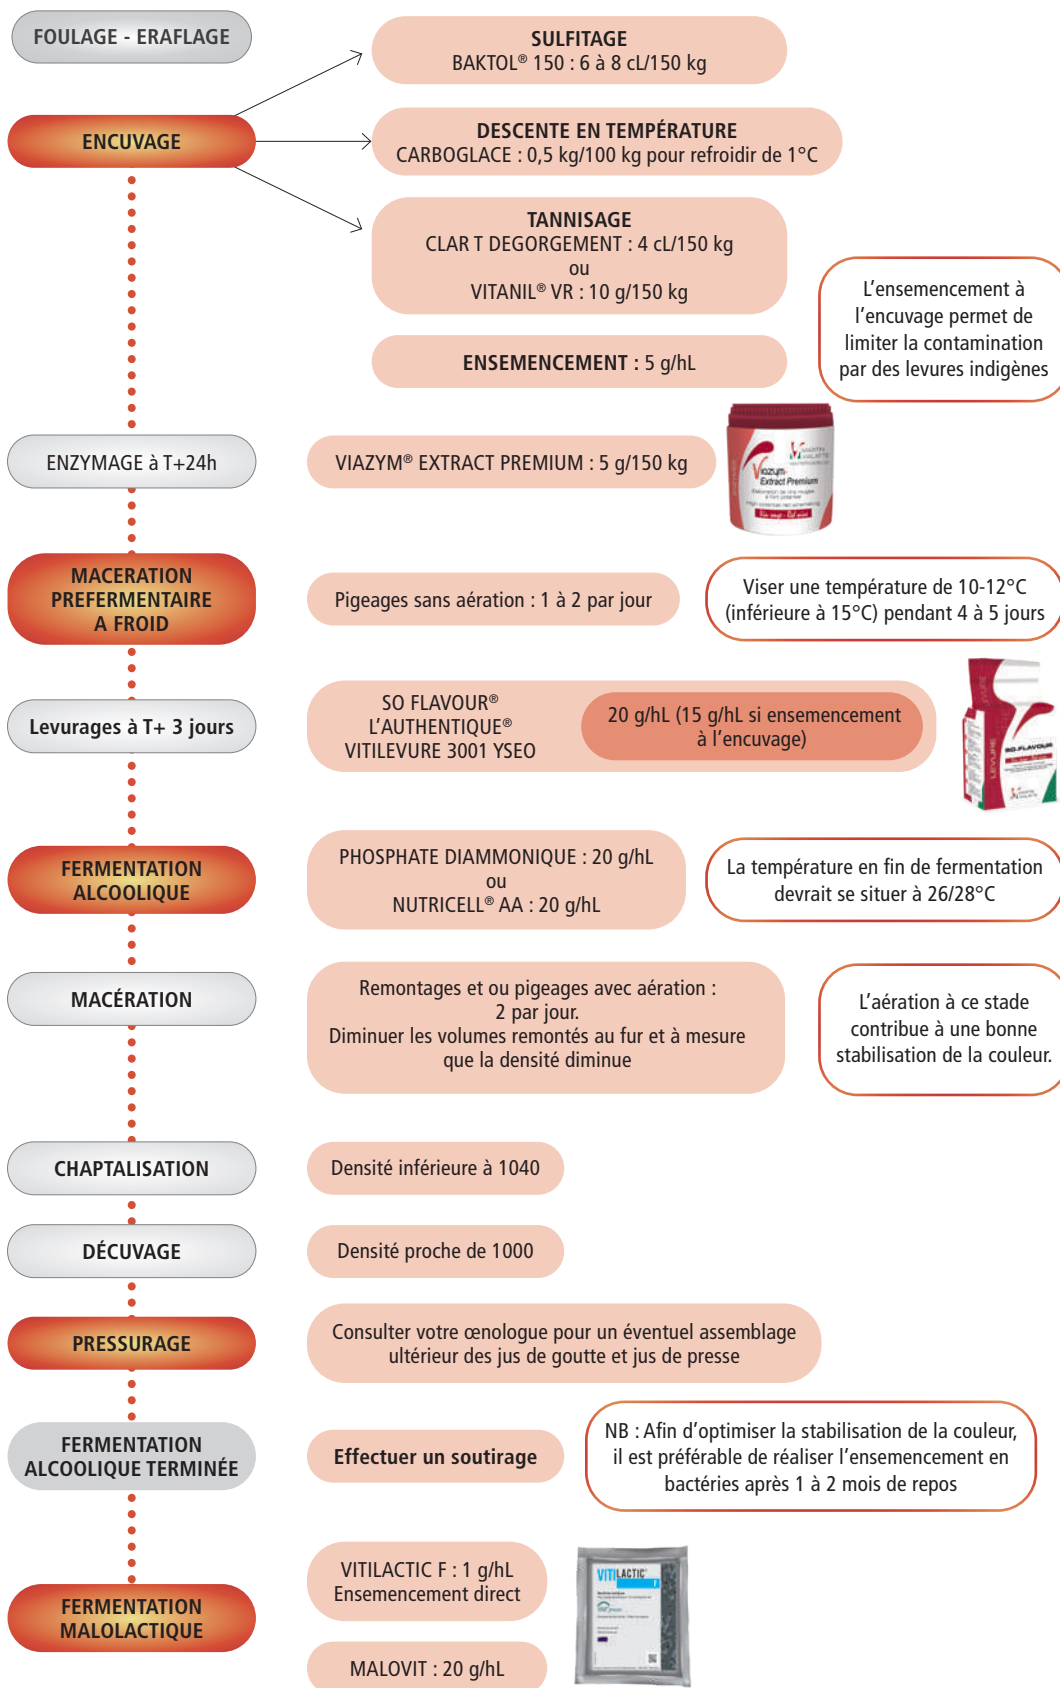 FOULAGE - ERAFLAGE
SULFITAGE
BAKTOL® 150 : 6 à 8 cL/150 kg
ENCUVAGE
DESCENTE EN TEMPÉRATURE
CARBOGLACE : 0,5 kg/100 kg pour refroidir de 1°C
TANNISAGE
CLAR T DEGORGEMENT : 4 cL/150 kg
ou
VITANIL® VR : 10 g/150 kg
L'ensemencement à
l'encuvage permet de
limiter la contamination
par des levures indigènes
ENSEMENCEMENT : 5 g/hL
ENZYMAGE à T+24h
VIAZYM® EXTRACT PREMIUM : 5 g/150 kg
Viazym
Extract Premium
MACERATION
PREFERMENTAIRE
A FROID
Pigeages sans aération : 1 à 2 par jour
Viser une température de 10-12°C
(inférieure à 15°C) pendant 4 à 5 jours
Levurages à T+ 3 jours
SO FLAVOUR®
L'AUTHENTIQUE®
VITILEVURE 3001 YSEO
20 g/hL (15 g/hL si ensemencement
à l'encuvage)
LEVURE
SO.FLAVOUR
FERMENTATION
ALCOOLIQUE
PHOSPHATE DIAMMONIQUE : 20 g/hL
ou
NUTRICELL® AA : 20 g/hL
La température en fin de fermentation
devrait se situer à 26/28°C
MACÉRATION
Remontages et ou pigeages avec aération :
2 par jour.
Diminuer les volumes remontés au fur et à mesure
que la densité diminue
L'aération à ce stade
contribue à une bonne
stabilisation de la couleur.
CHAPTALISATION
Densité inférieure à 1040
DÉCUVAGE
Densité proche de 1000
PRESSURAGE
Consulter votre œnologue pour un éventuel assemblage
ultérieur des jus de goutte et jus de presse
FERMENTATION
ALCOOLIQUE TERMINÉE
Effectuer un soutirage
NB : Afin d'optimiser la stabilisation de la couleur,
il est préférable de réaliser l'ensemencement en
bactéries après 1 à 2 mois de repos
FERMENTATION
MALOLACTIQUE
VITILACTIC F : 1 g/hL
Ensemencement direct
VITILACTIC
F
MALOVIT : 20 g/hL